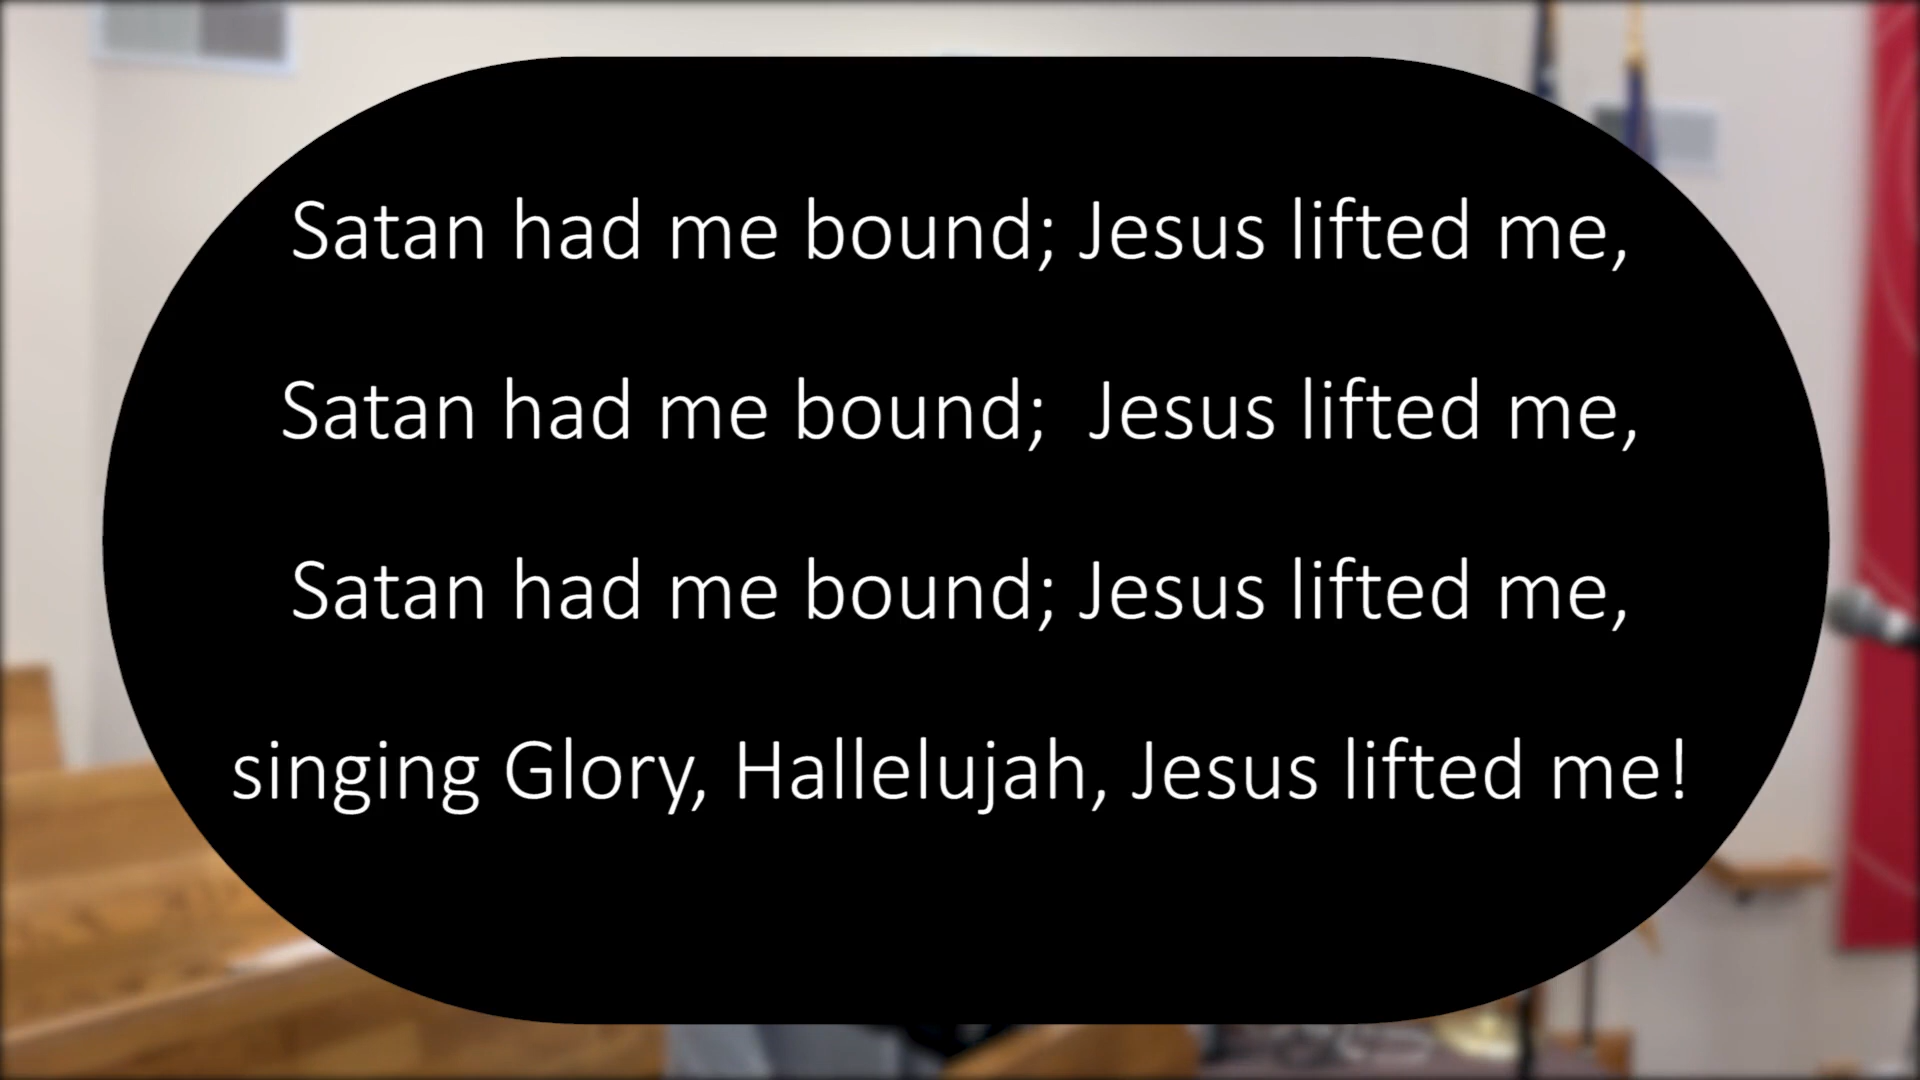 Satan had me bound; Jesus lifted me,
Satan had me bound;  Jesus lifted me,
Satan had me bound; Jesus lifted me,
singing Glory, Hallelujah, Jesus lifted me!